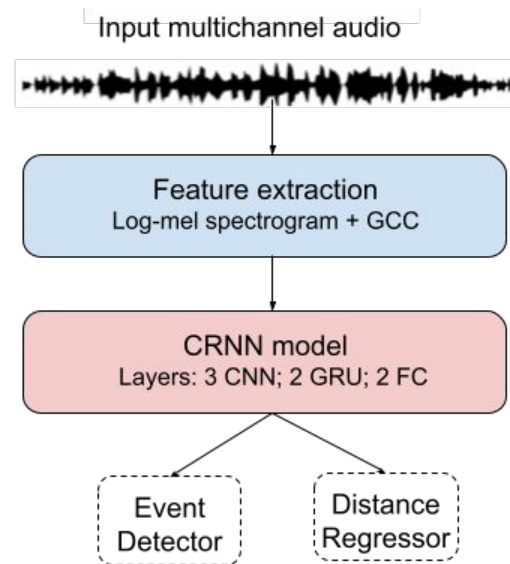 Input multichannel audio
Feature extraction
Log-mel spectrogram + GCC
CRNN model
Layers: 3 CNN; 2 GRU; 2 FC
Event
Detector
Distance
Regressor